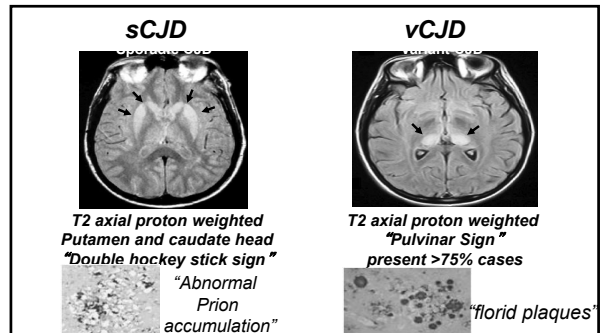 sCJD
Sporadic CJD
T2 axial proton weighted
Putamen and caudate head
"Double hockey stick sign"
"Abnormal
Prion
accumulation"
vCJD
Variant CJD
T2 axial proton weighted
"Pulvinar Sign"
present >75% cases
"florid plaques"